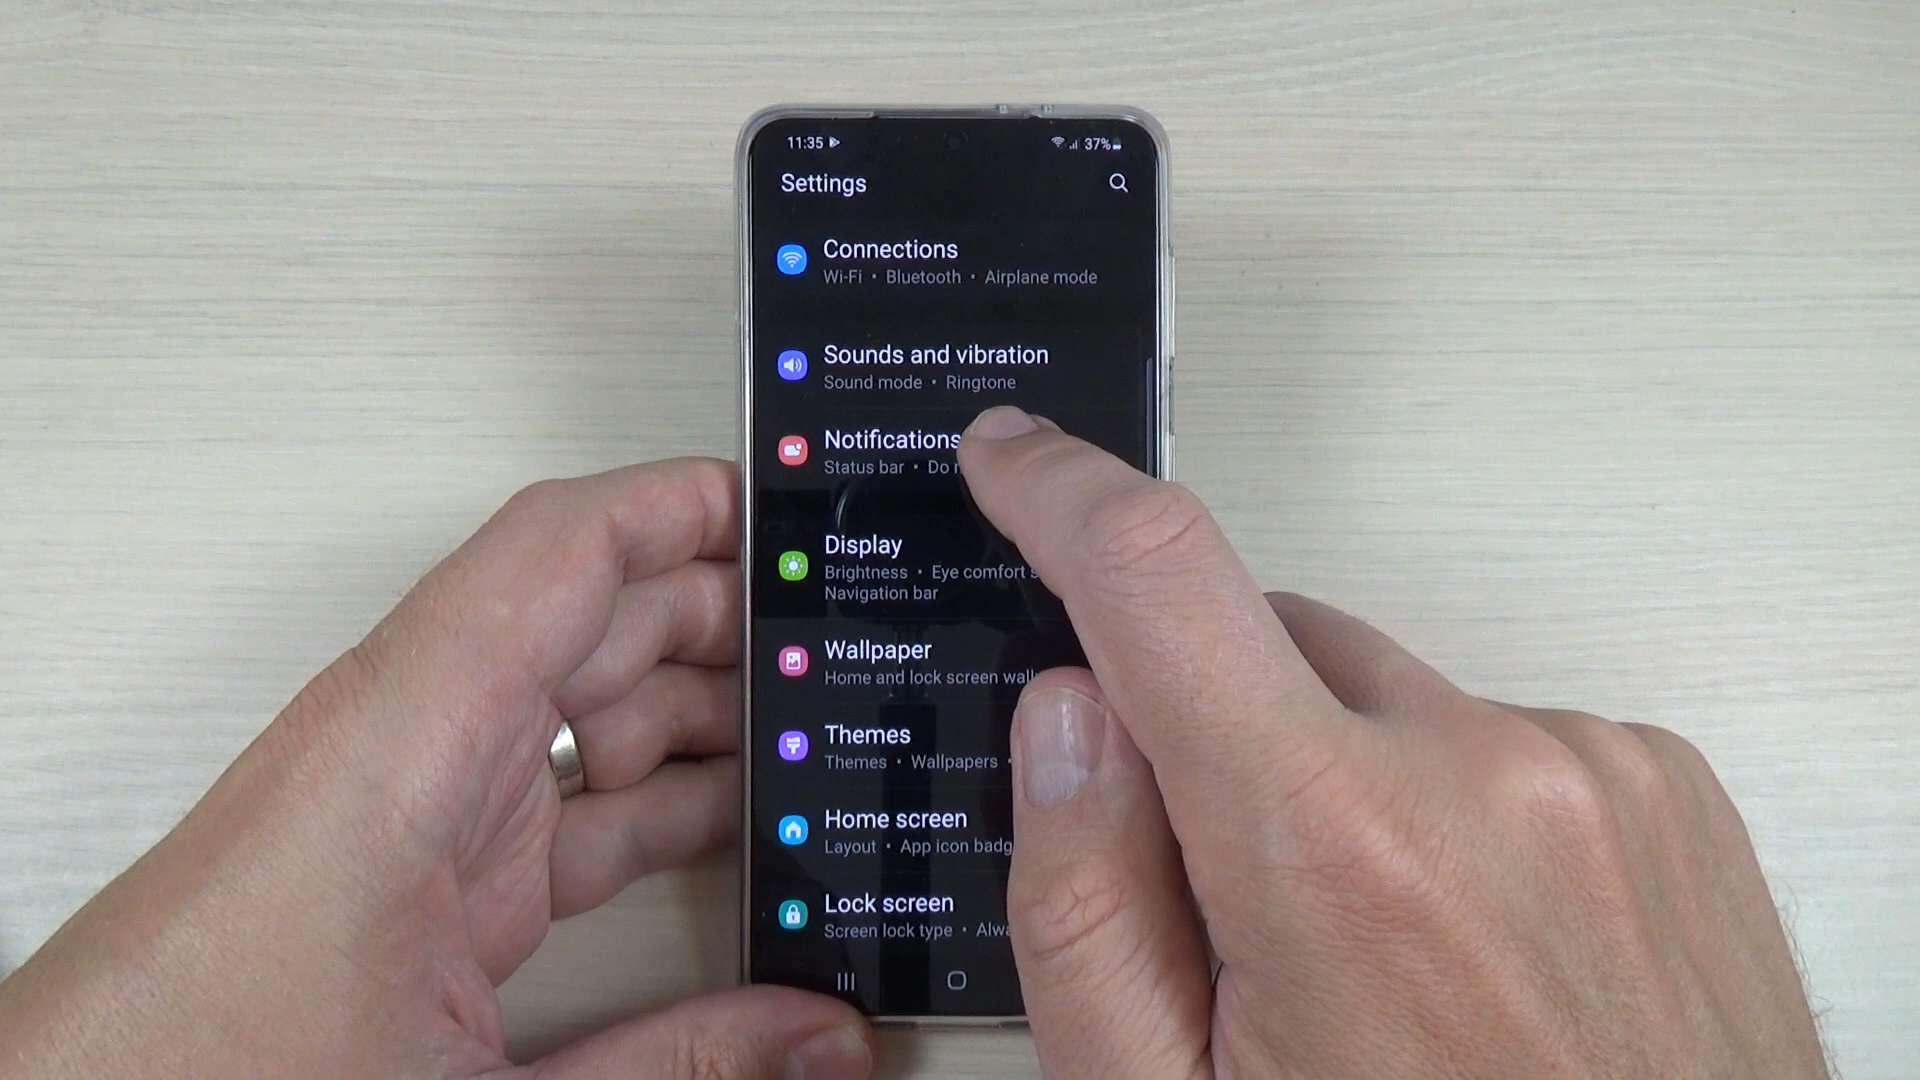 11:35 37%
Settings
Connections
Wi-Fi • Bluetooth • Airplane mode
Sounds and vibration
Sound mode • Ringtone
Notifications
Status bar • Do
Display
Brightness • Eye comfort
Navigation bar
Wallpaper
Home and lock screen
Themes
Themes • Wallpapers •
Home screen
Layout • App icon
Lock screen
Screen lock type •